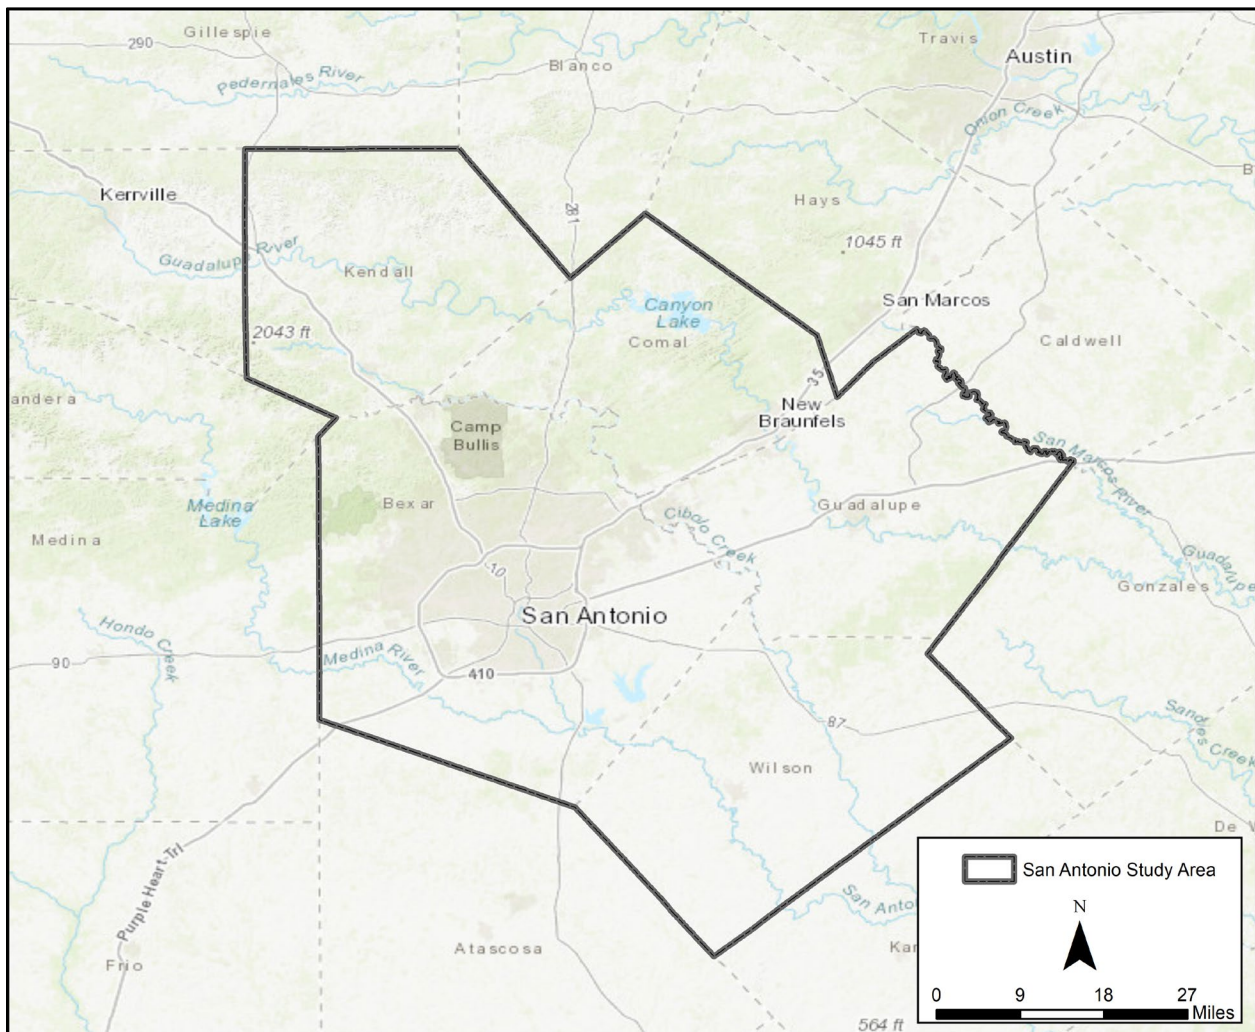 Gillespie
290
Pedernales River
Blanco
Travis
Austin
Onion Creek
B
Kerrville
281
Hays
1045 ft
Guadalupe River
Kendall
Canyon
Lake
San Marcos
2043 ft
Comal
Caldwell
35
andera
New
Braunfels
Camp
Bullis
San Marcos River
Medina
Lake
Bexar
Guadalupe
Cibolo Creek
Medina
10
Guadalupe
Gonzales
San Antonio
Hondo Creek
90
Medina River
410
87
Sandies Creek
Wilson
De W
Purple Heart-Trl
San Anto
Atascosa
Kar
Frio
564 ft
San Antonio Study Area
N
0 9 18 27
Miles